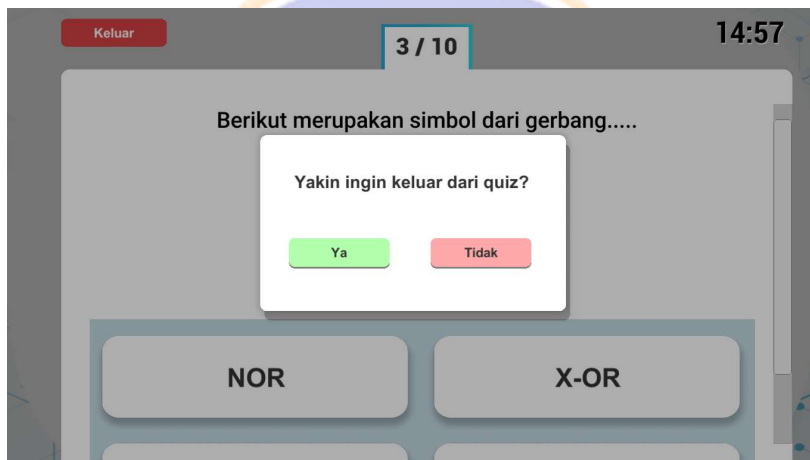 Keluar
3 / 10
14:57
Berikut merupakan simbol dari gerbang.....
Yakin ingin keluar dari quiz?
Ya
Tidak
NOR
X-OR